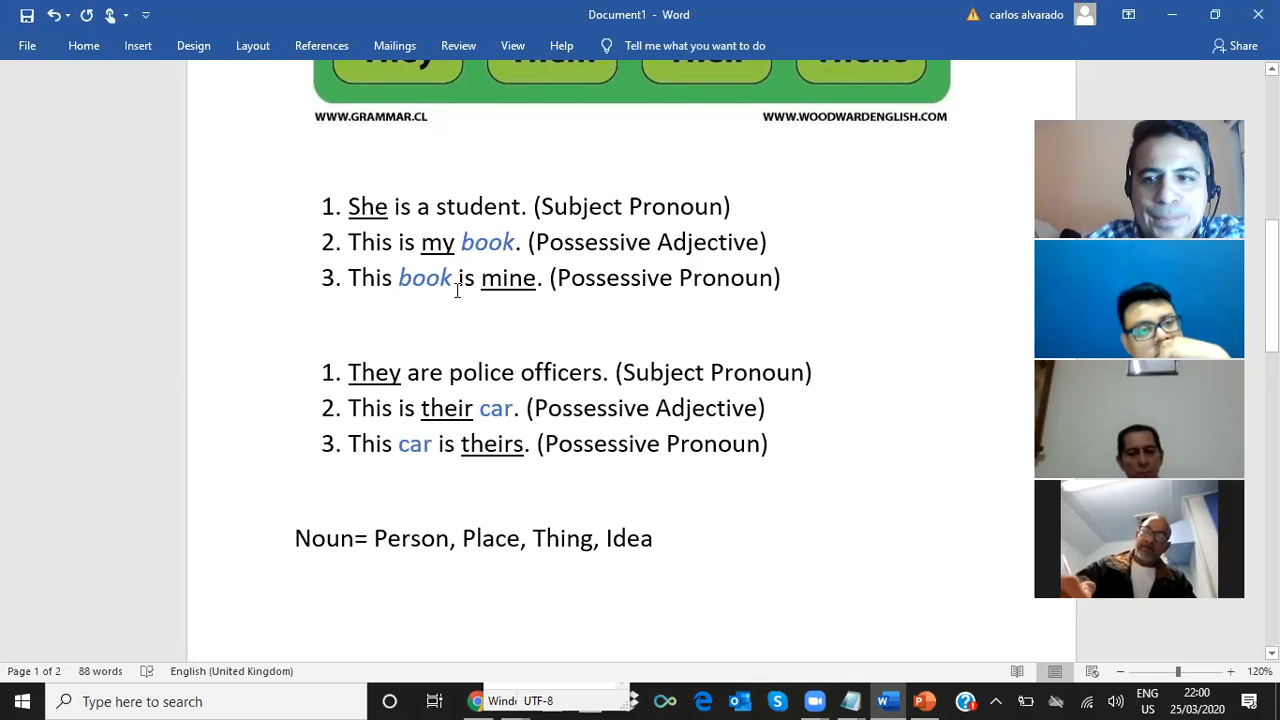 Document1 - Word
carlos alvarado
File Home Insert Design Layout References Mailings Review View Help Tell me what you want to do Share
They Them Their Theirs
WWW.GRAMMAR.CL WWW.WOODWARDENGLISH.COM
1. She is a student. (Subject Pronoun)
2. This is my book. (Possessive Adjective)
3. This book is mine. (Possessive Pronoun)
1. They are police officers. (Subject Pronoun)
2. This is their car. (Possessive Adjective)
3. This car is theirs. (Possessive Pronoun)
Noun= Person, Place, Thing, Idea
Page 1 of 2 88 words English (United Kingdom) 120%
Type here to search
Windo UTF-8
ENG 22:00
US 25/03/2020